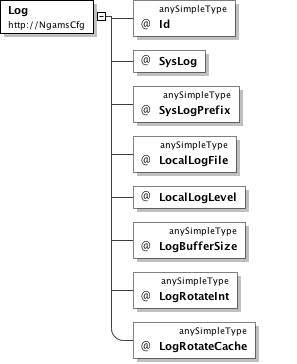 Log
http://NgamsCfg
anySimpleType
@ Id
@ SysLog
anySimpleType
@ SysLogPrefix
anySimpleType
@ LocalLogFile
@ LocalLogLevel
anySimpleType
@ LogBufferSize
anySimpleType
@ LogRotateInt
anySimpleType
@ LogRotateCache